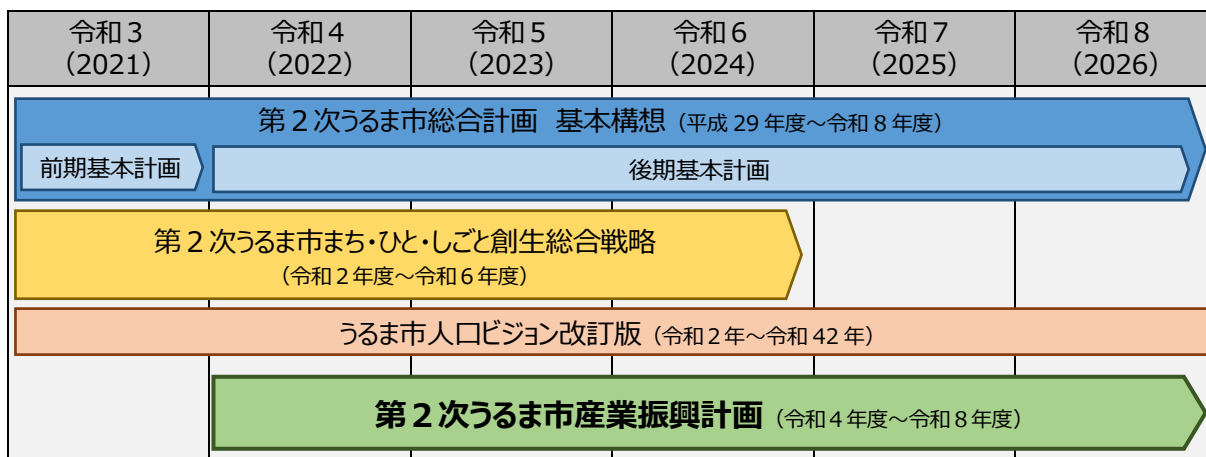 令和3 令和4 令和5 令和6 令和7 令和8
（2021） （2022） （2023） （2024） （2025） （2026）
第２次うるま市総合計画　基本構想（平成 29 年度～令和 8 年度）
前期基本計画 後期基本計画
第２次うるま市まち・ひと・しごと創生総合戦略
（令和２年度～令和６年度）
うるま市人口ビジョン改訂版（令和２年～令和 42 年）
第２次うるま市産業振興計画（令和４年度～令和８年度）